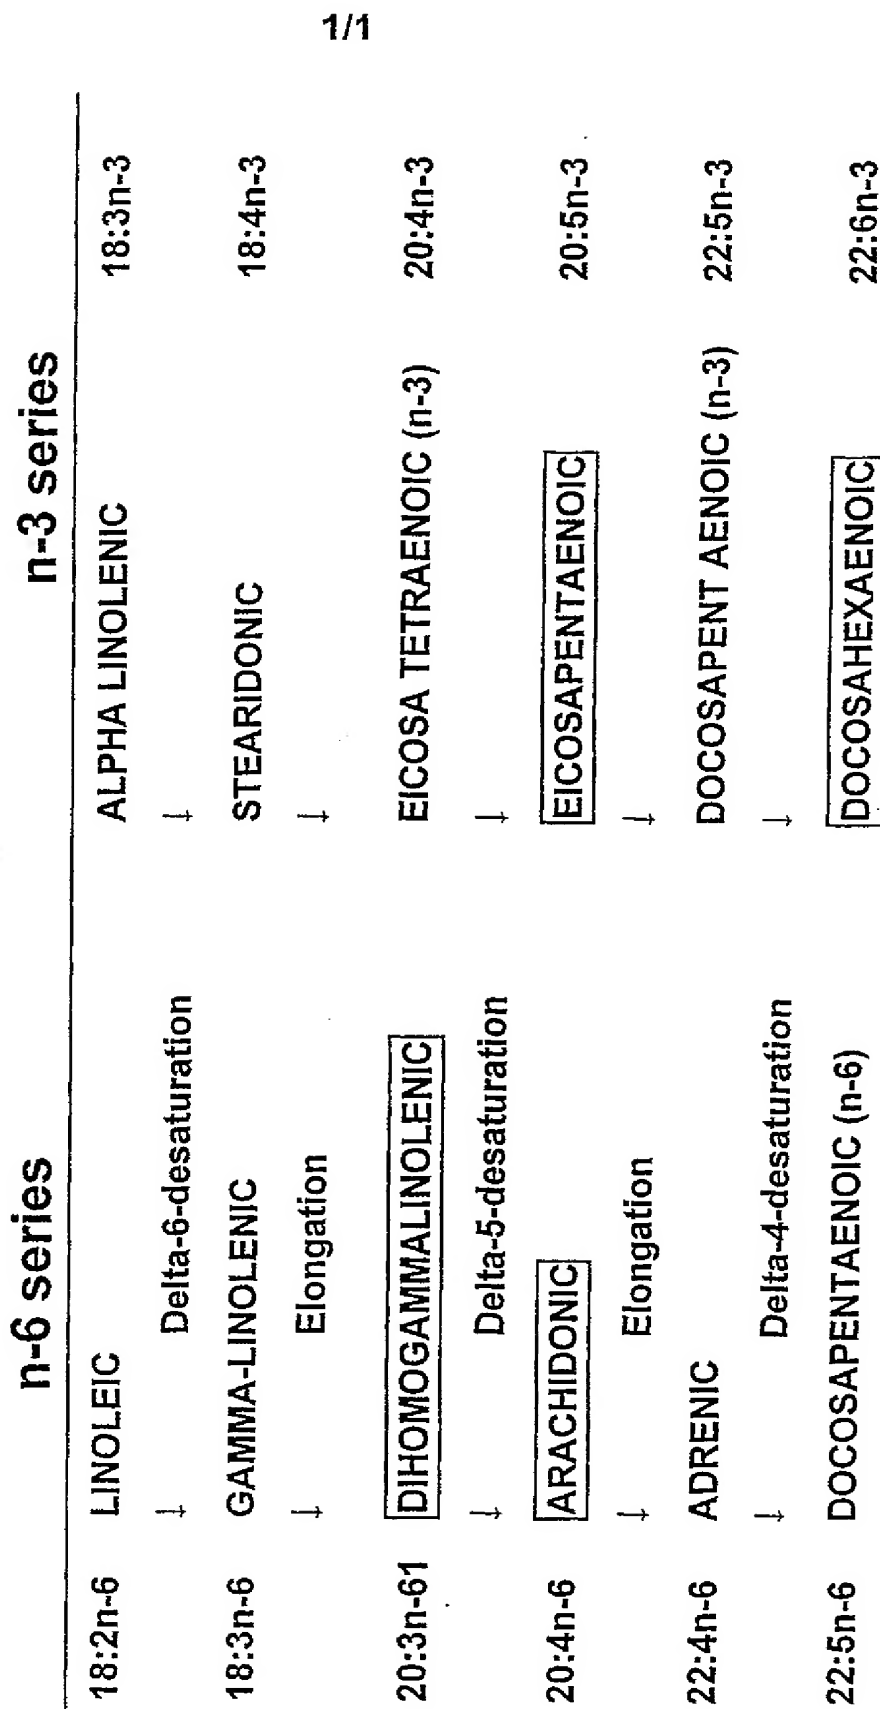 1/1
n-6 series n-3 series
18:2n-6 LINOLEIC ALPHA LINOLENIC 18:3n-3
↓ Delta-6-desaturation ↓
18:3n-6 GAMMA-LINOLENIC STEARIDONIC 18:4n-3
↓ Elongation ↓
20:3n-61 DIHOMOGAMMALINOLENIC EICOSA TETRAENOIC (n-3) 20:4n-3
↓ Delta-5-desaturation ↓
20:4n-6 ARACHIDONIC EICOSAPENTAENOIC 20:5n-3
↓ Elongation ↓
22:4n-6 ADRENIC DOCOSAPENT AENOIC (n-3) 22:5n-3
↓ Delta-4-desaturation ↓
22:5n-6 DOCOSAPENTAENOIC (n-6) DOCOSAHEXAENOIC 22:6n-3